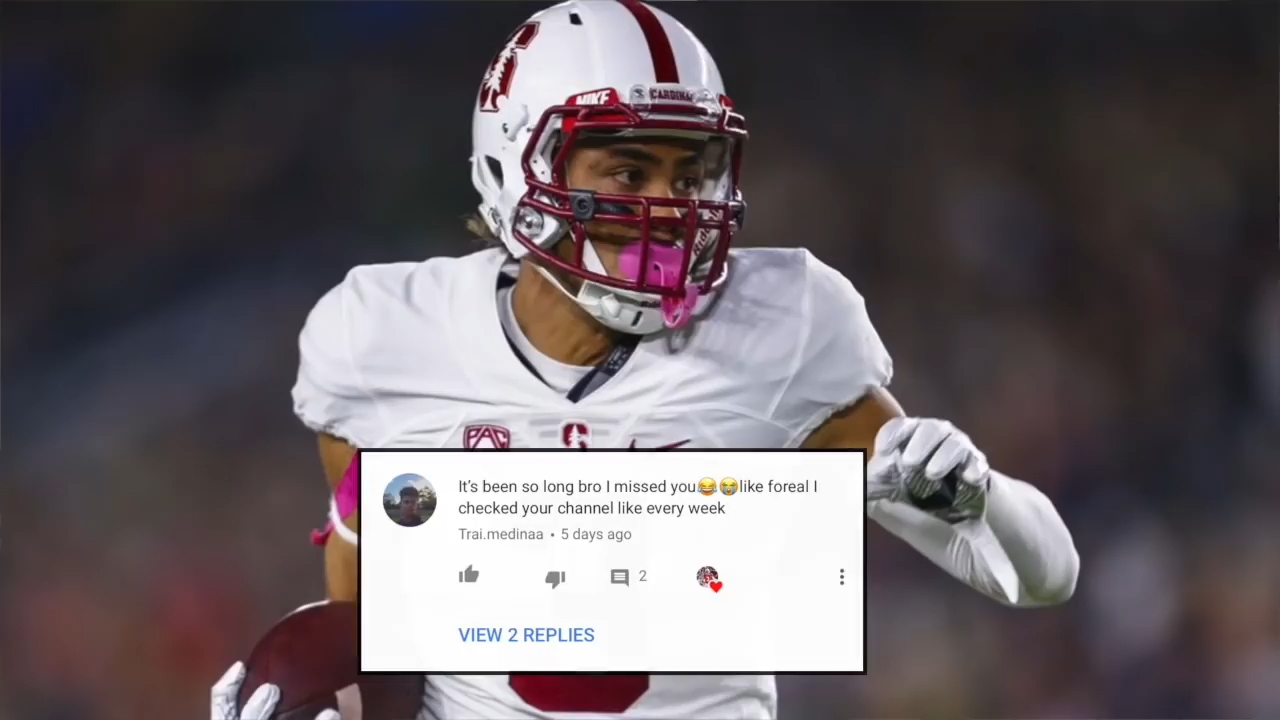 NIKE
CARDINAL
PAC
It's been so long bro I missed you😂😭like foreal I
checked your channel like every week
Trai.medinaa • 5 days ago
2
VIEW 2 REPLIES